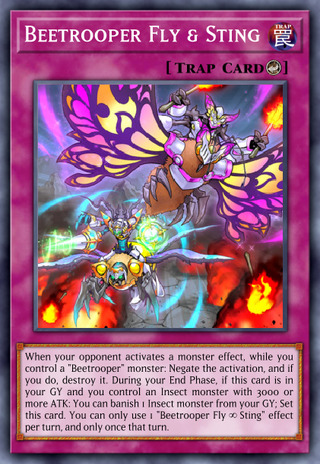 BEETROOPER FLY & STING
TRAP
罠
[ TRAP CARD ]
When your opponent activates a monster effect, while you
control a "Beetrooper" monster: Negate the activation, and if
you do, destroy it. During your End Phase, if this card is in
your GY and you control an Insect monster with 3000 or
more ATK: You can banish 1 Insect monster from your GY; Set
this card. You can only use 1 "Beetrooper Fly ∞ Sting" effect
per turn, and only once that turn.